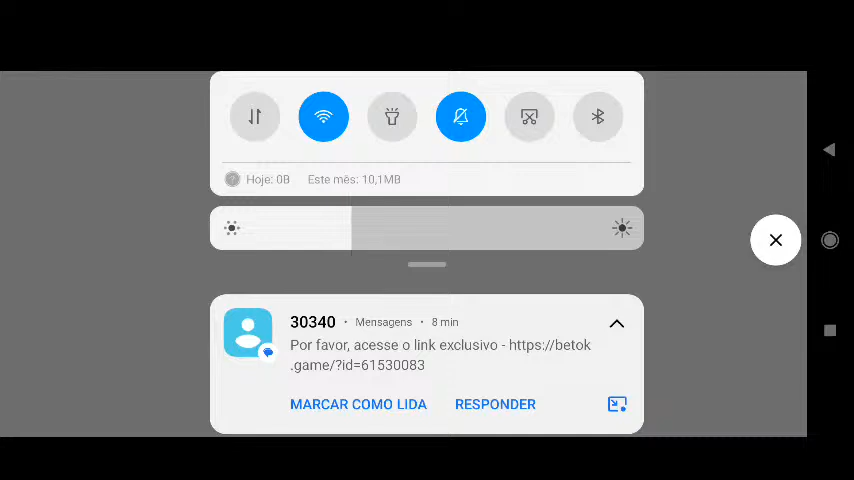 Hoje: 0B Este mês: 10,1MB
30340 • Mensagens • 8 min
Por favor, acesse o link exclusivo - https://betok
.game/?id=61530083
MARCAR COMO LIDA RESPONDER